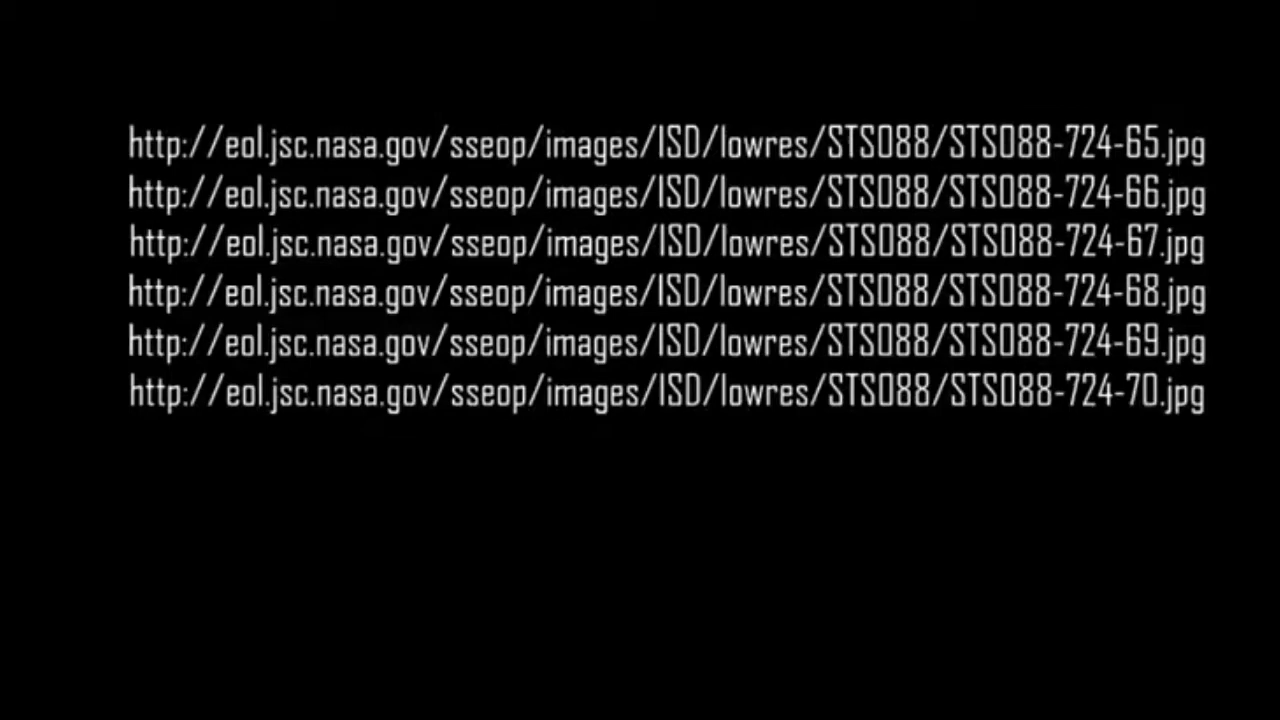 http://eol.jsc.nasa.gov/sseop/images/ISD/lowres/STS088/STS088-724-65.jpg
http://eol.jsc.nasa.gov/sseop/images/ISD/lowres/STS088/STS088-724-66.jpg
http://eol.jsc.nasa.gov/sseop/images/ISD/lowres/STS088/STS088-724-67.jpg
http://eol.jsc.nasa.gov/sseop/images/ISD/lowres/STS088/STS088-724-68.jpg
http://eol.jsc.nasa.gov/sseop/images/ISD/lowres/STS088/STS088-724-69.jpg
http://eol.jsc.nasa.gov/sseop/images/ISD/lowres/STS088/STS088-724-70.jpg